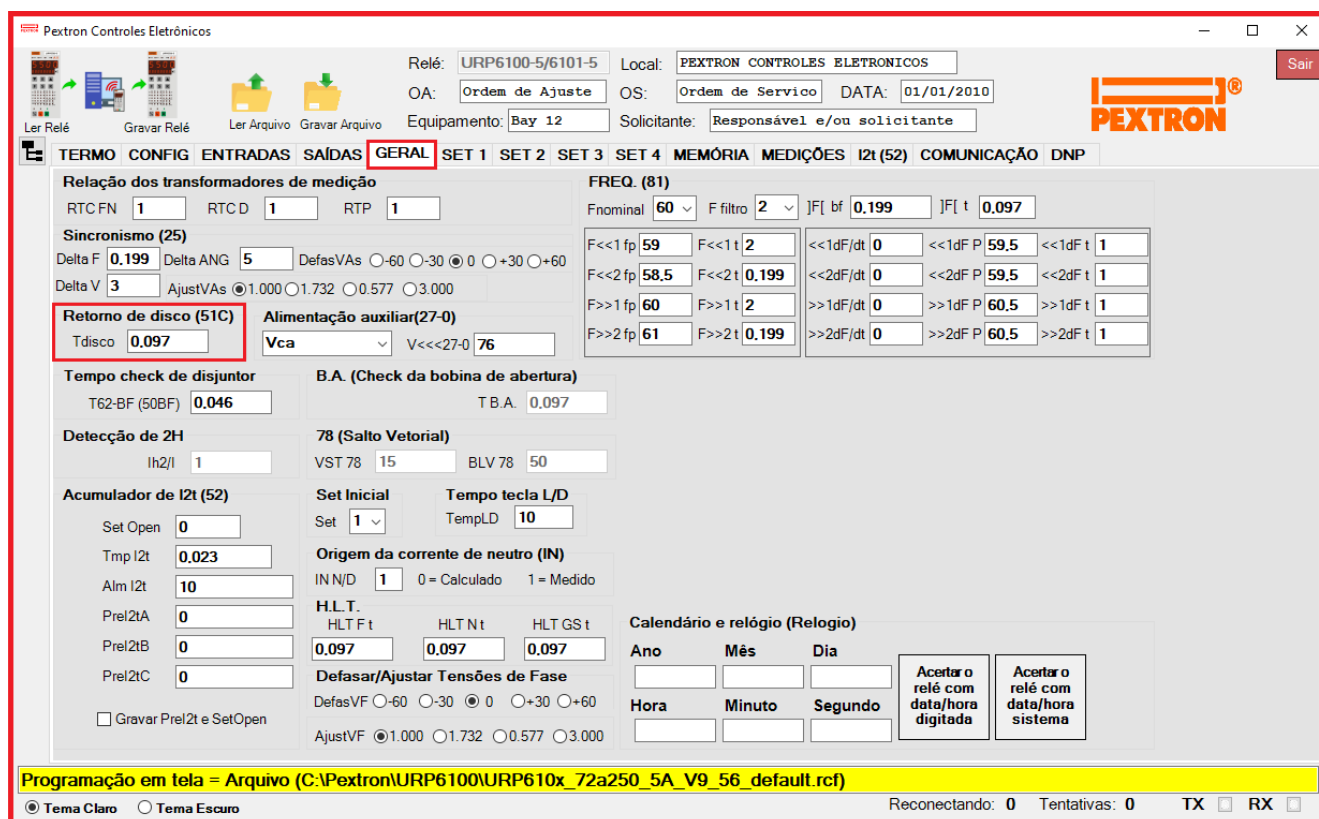 Pextron Controles Eletrônicos
Relé: URP6100-5/6101-5 Local: PEXTRON CONTROLES ELETRONICOS Sair
OA: Ordem de Ajuste OS: Ordem de Servico DATA: 01/01/2010
Equipamento: Bay 12 Solicitante: Responsável e/ou solicitante
PEXTRON ®
Ler Relé Gravar Relé Ler Arquivo Gravar Arquivo
TERMO CONFIG ENTRADAS SAÍDAS GERAL SET 1 SET 2 SET 3 SET 4 MEMÓRIA MEDIÇÕES I2t (52) COMUNICAÇÃO DNP
Relação dos transformadores de medição
RTC FN 1 RTC D 1 RTP 1
Sincronismo (25)
Delta F 0.199 Delta ANG 5 DefasVAs -60 -30 0 +30 +60
Delta V 3 AjustVAs 1.000 1.732 0.577 3.000
FREQ. (81)
Fnominal 60 F filtro 2 ]F[ bf 0.199 ]F[ t 0.097
F<<1 fp 59 F<<1 t 2 <<1dF/dt 0 <<1dF P 59.5 <<1dF t 1
F<<2 fp 58.5 F<<2 t 0.199 <<2dF/dt 0 <<2dF P 59.5 <<2dF t 1
F>>1 fp 60 F>>1 t 2 >>1dF/dt 0 >>1dF P 60.5 >>1dF t 1
F>>2 fp 61 F>>2 t 0.199 >>2dF/dt 0 >>2dF P 60.5 >>2dF t 1
Retorno de disco (51C)
Tdisco 0.097
Alimentação auxiliar(27-0)
Vca V<<<27-0 76
Tempo check de disjuntor
T62-BF (50BF) 0.046
B.A. (Check da bobina de abertura)
T B.A. 0.097
Detecção de 2H
Ih2/I 1
78 (Salto Vetorial)
VST 78 15 BLV 78 50
Acumulador de I2t (52)
Set Open 0
Tmp I2t 0.023
Alm I2t 10
PreI2tA 0
PreI2tB 0
PreI2tC 0
Gravar PreI2t e SetOpen
Set Inicial
Set 1
Tempo tecla L/D
TempLD 10
Origem da corrente de neutro (IN)
IN N/D 1 0 = Calculado 1 = Medido
H.L.T.
HLT F t HLT N t HLT GS t
0.097 0.097 0.097
Defasar/Ajustar Tensões de Fase
DefasVF -60 -30 0 +30 +60
AjustVF 1.000 1.732 0.577 3.000
Calendário e relógio (Relogio)
Ano Mês Dia
Hora Minuto Segundo
Acertar o
relé com
data/hora
digitada
Acertar o
relé com
data/hora
sistema
Programação em tela = Arquivo (C:\Pextron\URP6100\URP610x_72a250_5A_V9_56_default.rcf)
Tema Claro Tema Escuro Reconectando: 0 Tentativas: 0 TX RX